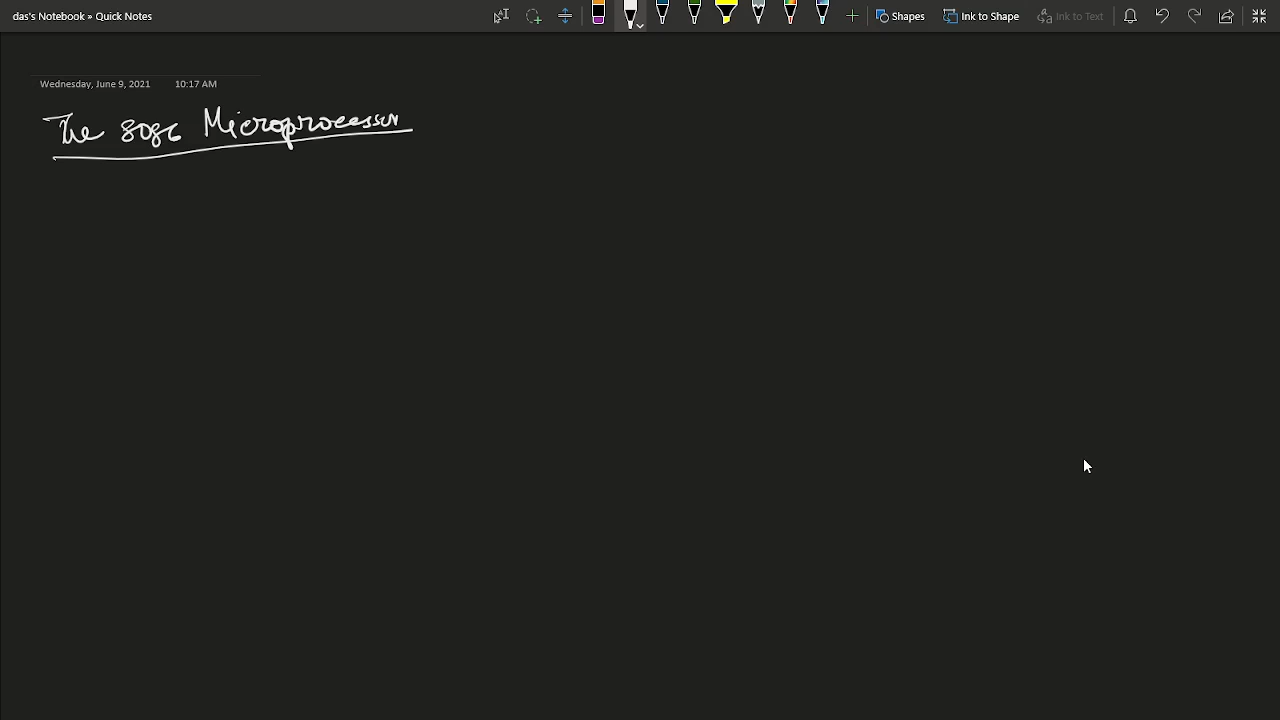 das's Notebook » Quick Notes
Shapes
Ink to Shape
Ink to Text
Wednesday, June 9, 2021 10:17 AM
The 8086 Microprocessor